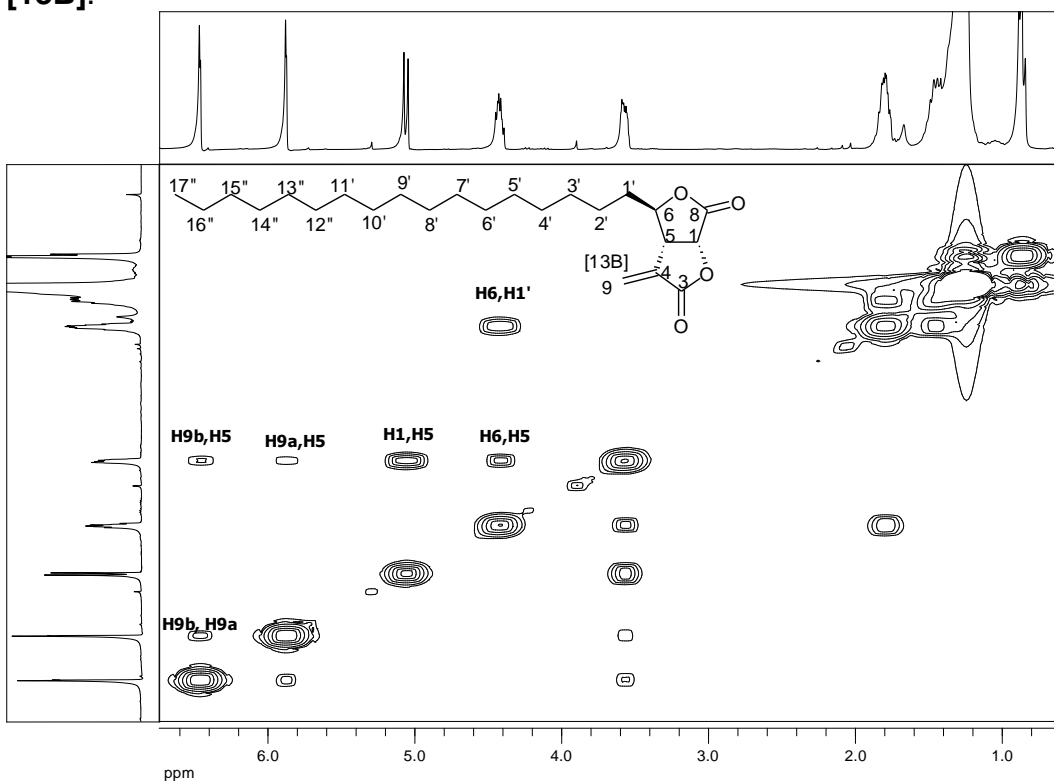 [13B].
17" 15" 13" 11' 9' 7' 5' 3' 1'
16" 14" 12" 10' 8' 6' 4' 2'
O O
6 8
5 1
[13B] 4 O
9 3
O
H6,H1'
H9b,H5 H9a,H5 H1,H5 H6,H5
H9b, H9a
6.0 5.0 4.0 3.0 2.0 1.0
ppm